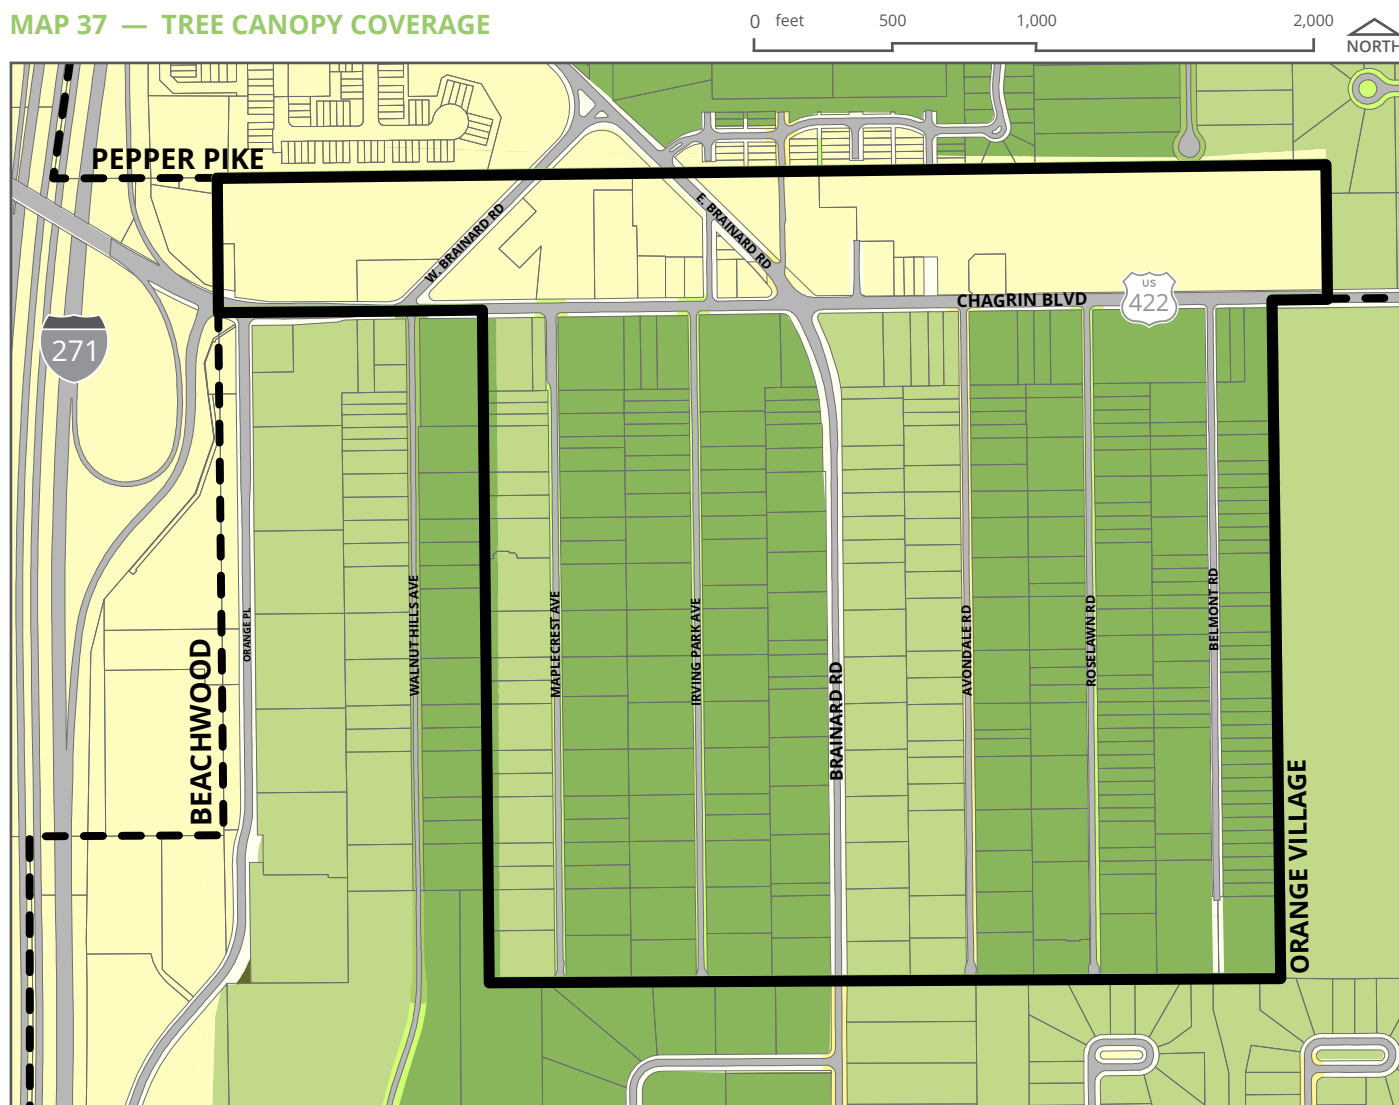 MAP 37 — TREE CANOPY COVERAGE
0 feet 500 1,000 2,000
NORTH
PEPPER PIKE
W. BRAINARD RD
E. BRAINARD RD
CHAGRIN BLVD
US
422
271
ORANGE PL
WALNUT HILLS AVE
MAPLECREST AVE
IRVING PARK AVE
BRAINARD RD
AVONDALE RD
ROSELAWN RD
BELMONT RD
BEACHWOOD
ORANGE VILLAGE